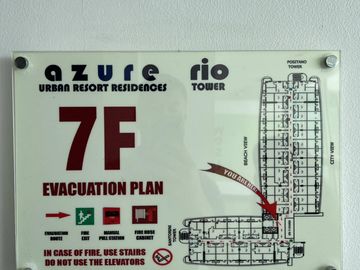 azure rio
URBAN RESORT RESIDENCES TOWER
POSITANO
TOWER
7F
BEACH VIEW
CITY VIEW
YOU ARE HERE
EVACUATION PLAN
EVACUATION
ROUTE
FIRE
EXIT
MANUAL
PULL STATION
FIRE HOSE
CABINET
SANTORINI
TOWER
IN CASE OF FIRE, USE STAIRS
DO NOT USE THE ELEVATORS